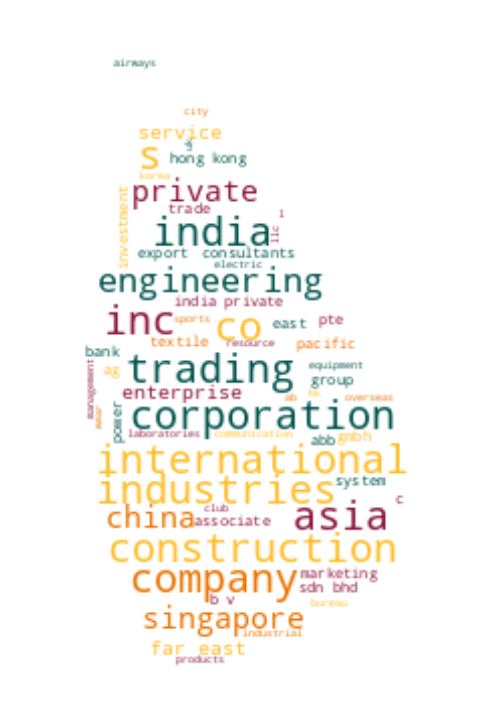 airways
city
service
s
g
hong kong
korma
private
investment
trade
l
india
llc
export consultants
electric
engineering
india private
inc
sports
co
east
pte
textile
resource
pacific
bank
trading
equipment
management
ag
group
enterprise
ab
hk
overseas
wear
power
corporation
laboratories
communication
abb
gmbh
international
industries
system
c
china
club
associate
asia
construction
company
marketing
sdn bhd
b v
bureau
singapore
industrial
far east
products